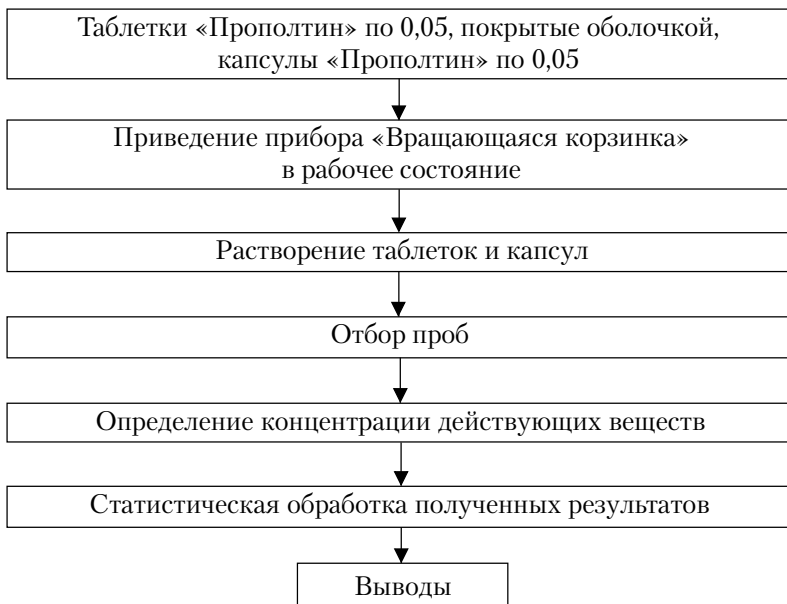 Таблетки «Прополтин» по 0,05, покрытые оболочкой,
капсулы «Прополтин» по 0,05
Приведение прибора «Вращающаяся корзинка»
в рабочее состояние
Растворение таблеток и капсул
Отбор проб
Определение концентрации действующих веществ
Статистическая обработка полученных результатов
Выводы